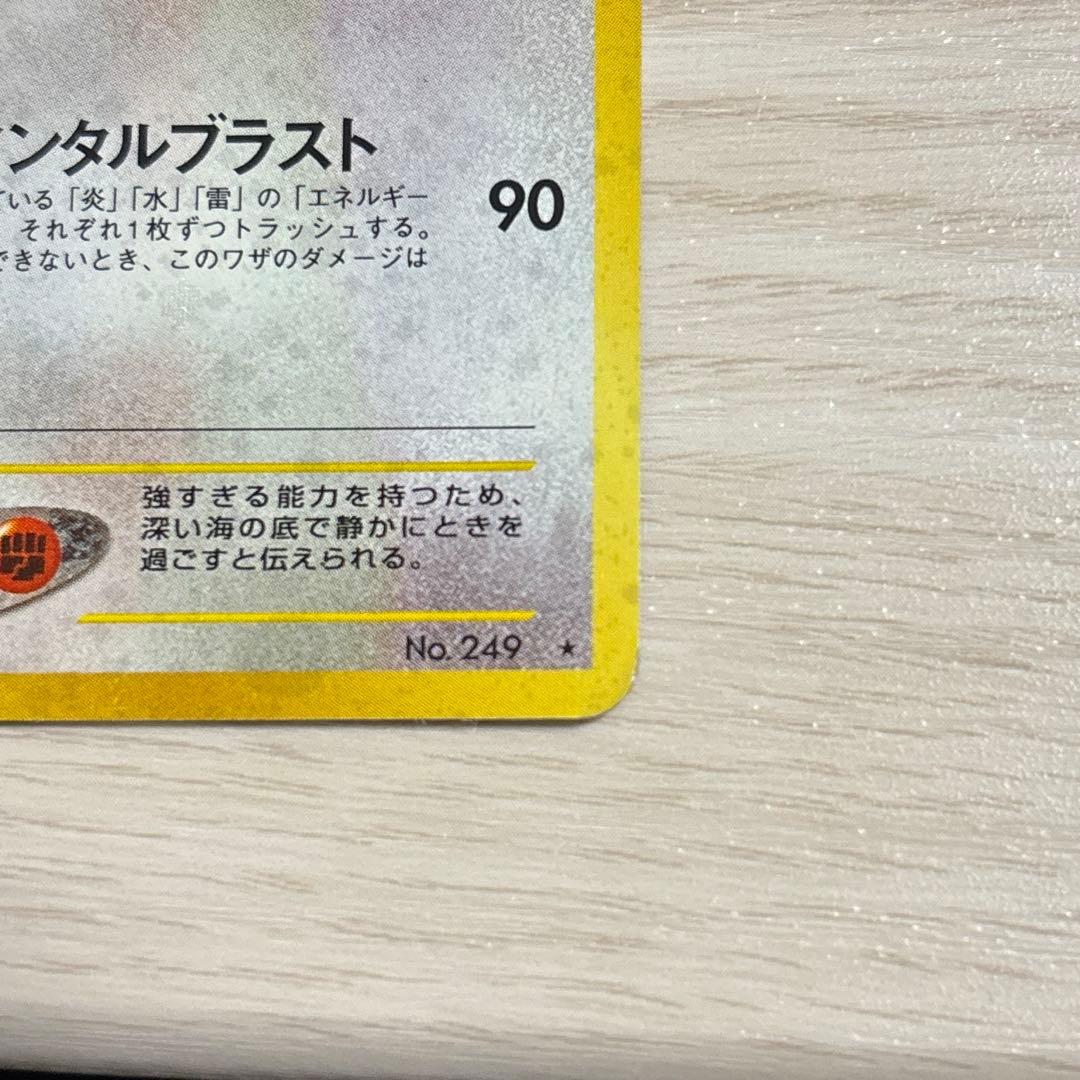 ンタルブラスト
90
いる「炎」「水」「雷」の「エネルギー
それぞれ1枚ずつトラッシュする。
できないとき、このワザのダメージは
強すぎる能力を持つため、
深い海の底で静かにときを
過ごすと伝えられる。
No. 249 ★